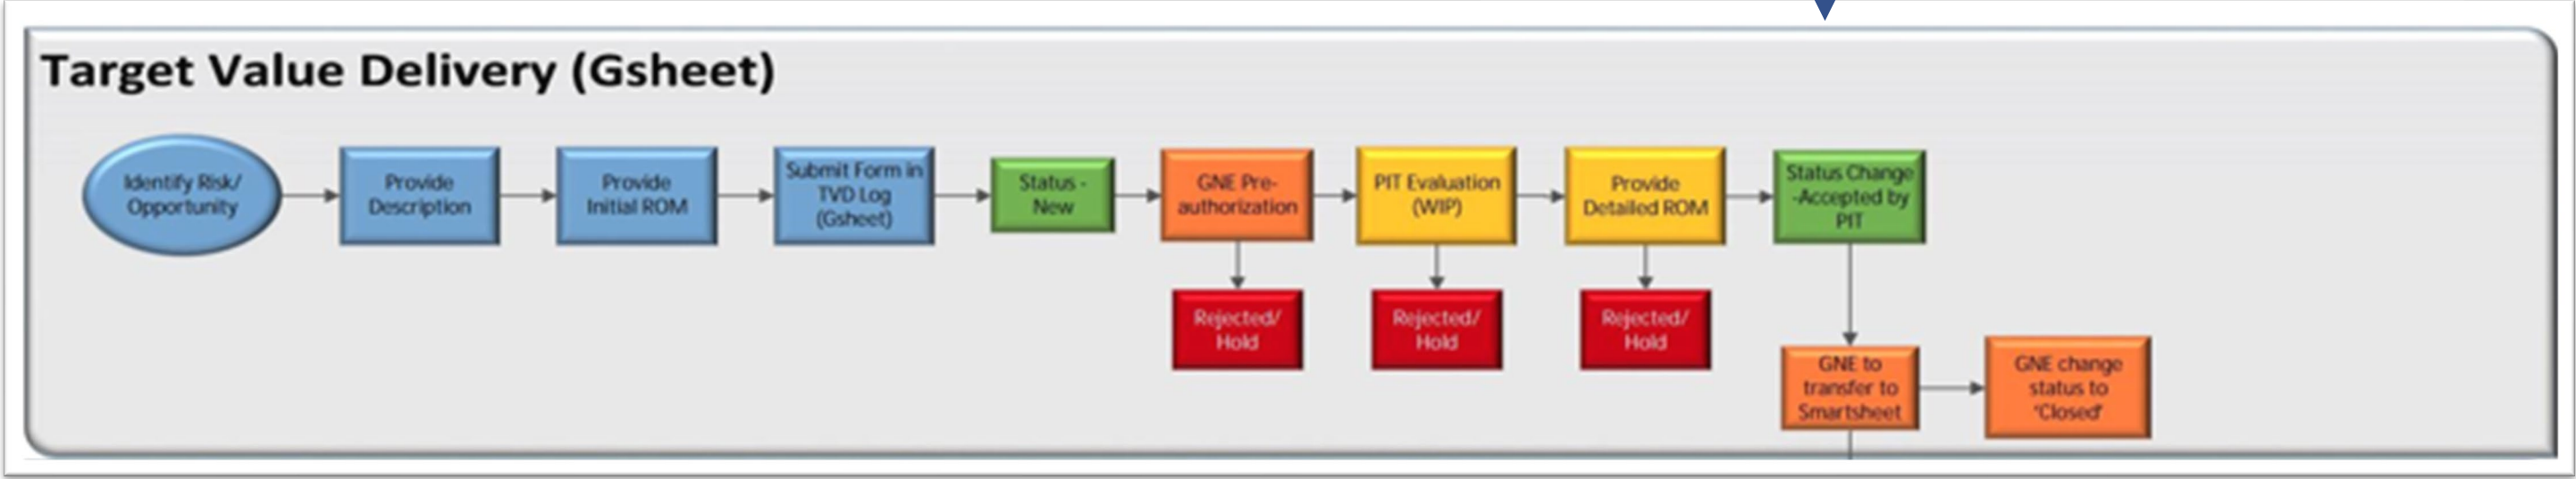 Target Value Delivery (Gsheet)
Identify Risk/
Opportunity
Provide
Description
Provide
Initial ROM
Submit Form in
TVD Log
(Gsheet)
Status -
New
GNE Pre-
authorization
PIT Evaluation
(WIP)
Provide
Detailed ROM
Status Change
-Accepted by
PIT
Rejected/
Hold
Rejected/
Hold
Rejected/
Hold
GNE to
transfer to
Smartsheet
GNE change
status to
'Closed'